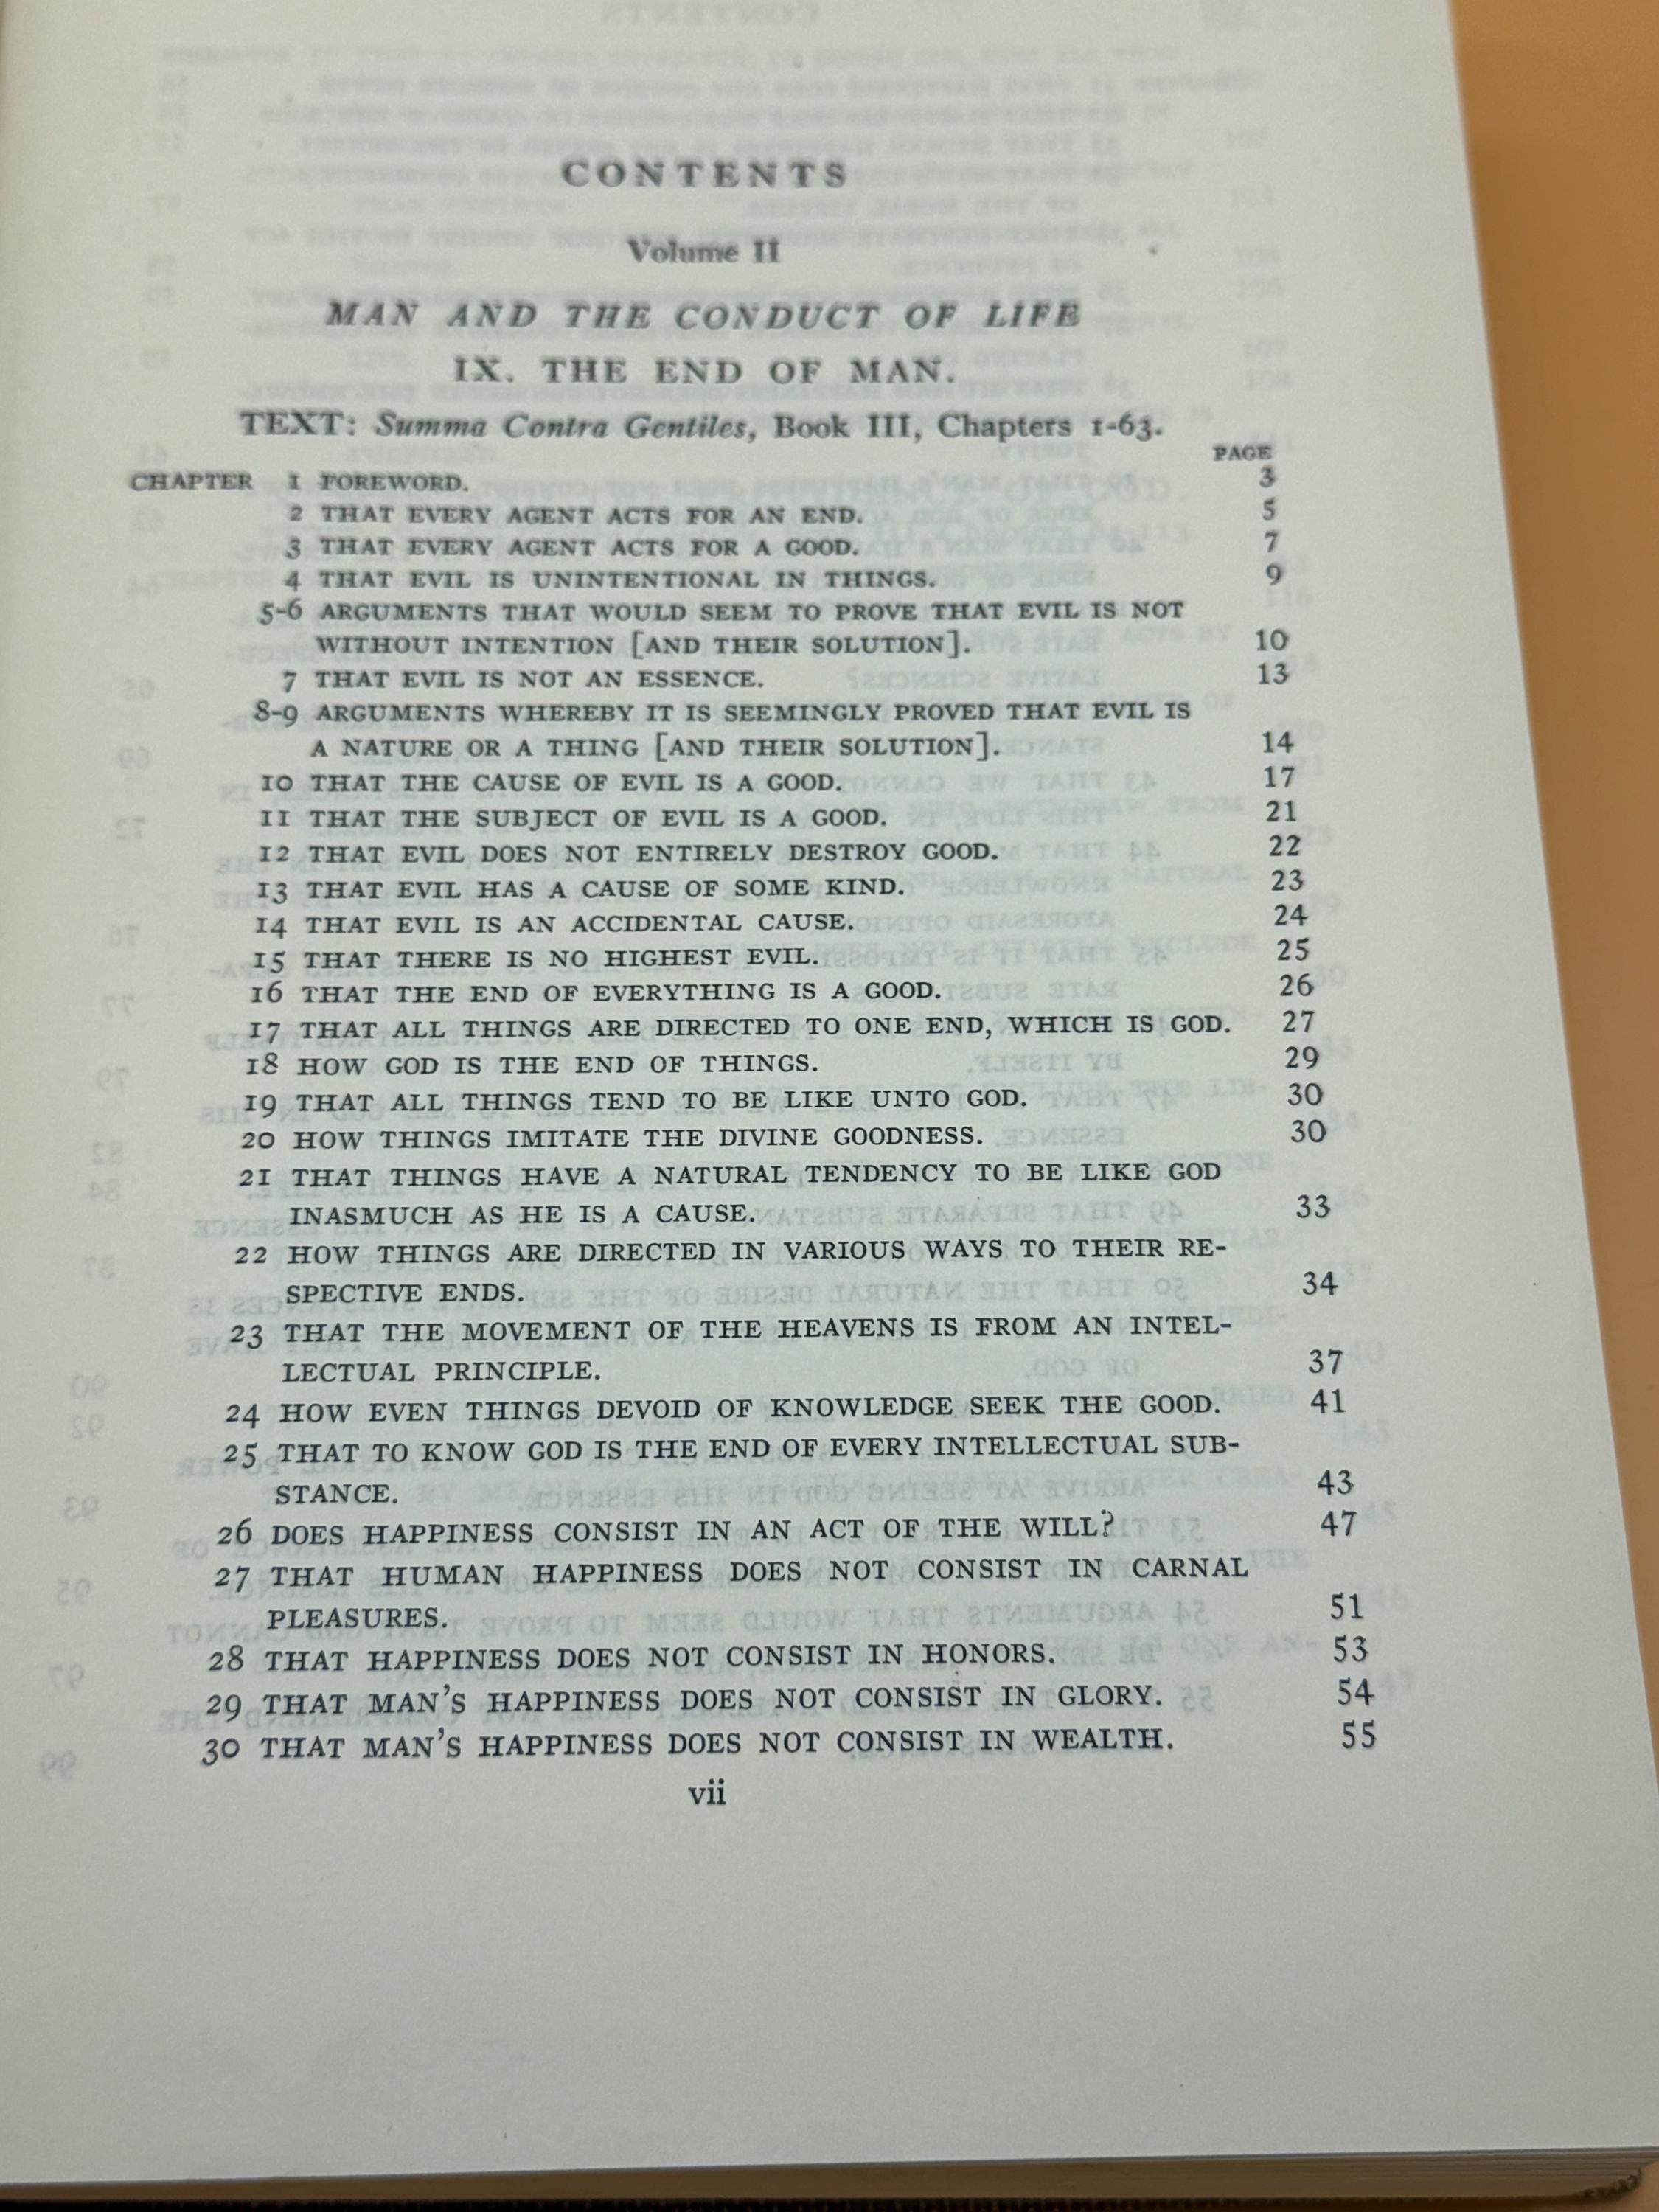 CONTENTS
Volume II
MAN AND THE CONDUCT OF LIFE
IX. THE END OF MAN.
TEXT: Summa Contra Gentiles, Book III, Chapters 1-63.
PAGE
CHAPTER 1 FOREWORD. 3
2 THAT EVERY AGENT ACTS FOR AN END. 5
3 THAT EVERY AGENT ACTS FOR A GOOD. 7
4 THAT EVIL IS UNINTENTIONAL IN THINGS. 9
5-6 ARGUMENTS THAT WOULD SEEM TO PROVE THAT EVIL IS NOT
WITHOUT INTENTION [AND THEIR SOLUTION]. 10
7 THAT EVIL IS NOT AN ESSENCE. 13
8-9 ARGUMENTS WHEREBY IT IS SEEMINGLY PROVED THAT EVIL IS
A NATURE OR A THING [AND THEIR SOLUTION]. 14
10 THAT THE CAUSE OF EVIL IS A GOOD. 17
11 THAT THE SUBJECT OF EVIL IS A GOOD. 21
12 THAT EVIL DOES NOT ENTIRELY DESTROY GOOD. 22
13 THAT EVIL HAS A CAUSE OF SOME KIND. 23
14 THAT EVIL IS AN ACCIDENTAL CAUSE. 24
15 THAT THERE IS NO HIGHEST EVIL. 25
16 THAT THE END OF EVERYTHING IS A GOOD. 26
17 THAT ALL THINGS ARE DIRECTED TO ONE END, WHICH IS GOD. 27
18 HOW GOD IS THE END OF THINGS. 29
19 THAT ALL THINGS TEND TO BE LIKE UNTO GOD. 30
20 HOW THINGS IMITATE THE DIVINE GOODNESS. 30
21 THAT THINGS HAVE A NATURAL TENDENCY TO BE LIKE GOD
INASMUCH AS HE IS A CAUSE. 33
22 HOW THINGS ARE DIRECTED IN VARIOUS WAYS TO THEIR RE-
SPECTIVE ENDS. 34
23 THAT THE MOVEMENT OF THE HEAVENS IS FROM AN INTEL-
LECTUAL PRINCIPLE. 37
24 HOW EVEN THINGS DEVOID OF KNOWLEDGE SEEK THE GOOD. 41
25 THAT TO KNOW GOD IS THE END OF EVERY INTELLECTUAL SUB-
STANCE. 43
26 DOES HAPPINESS CONSIST IN AN ACT OF THE WILL? 47
27 THAT HUMAN HAPPINESS DOES NOT CONSIST IN CARNAL
PLEASURES. 51
28 THAT HAPPINESS DOES NOT CONSIST IN HONORS. 53
29 THAT MAN'S HAPPINESS DOES NOT CONSIST IN GLORY. 54
30 THAT MAN'S HAPPINESS DOES NOT CONSIST IN WEALTH. 55
vii